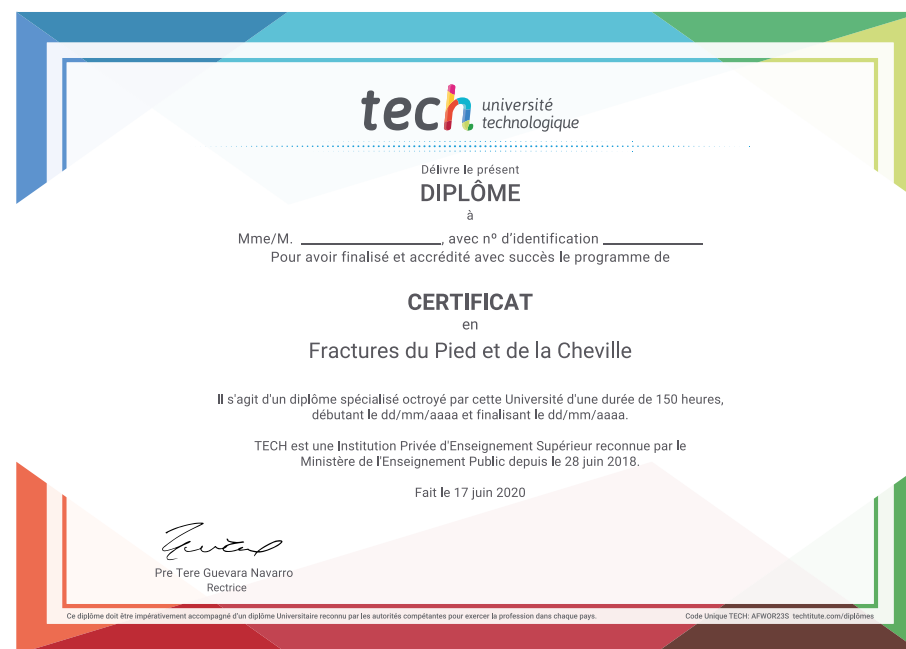 tech université
technologique
Délivre le présent
DIPLÔME
à
Mme/M. ____________________, avec nº d'identification ______________
Pour avoir finalisé et accrédité avec succès le programme de
CERTIFICAT
en
Fractures du Pied et de la Cheville
Il s'agit d'un diplôme spécialisé octroyé par cette Université d'une durée de 150 heures,
débutant le dd/mm/aaaa et finalisant le dd/mm/aaaa.
TECH est une Institution Privée d'Enseignement Supérieur reconnue par le
Ministère de l'Enseignement Public depuis le 28 juin 2018.
Fait le 17 juin 2020
Pre Tere Guevara Navarro
Rectrice
Ce diplôme doit être impérativement accompagné d'un diplôme Universitaire reconnu par les autorités compétentes pour exercer la profession dans chaque pays.
Code Unique TECH: AFWOR23S techtitute.com/diplômes